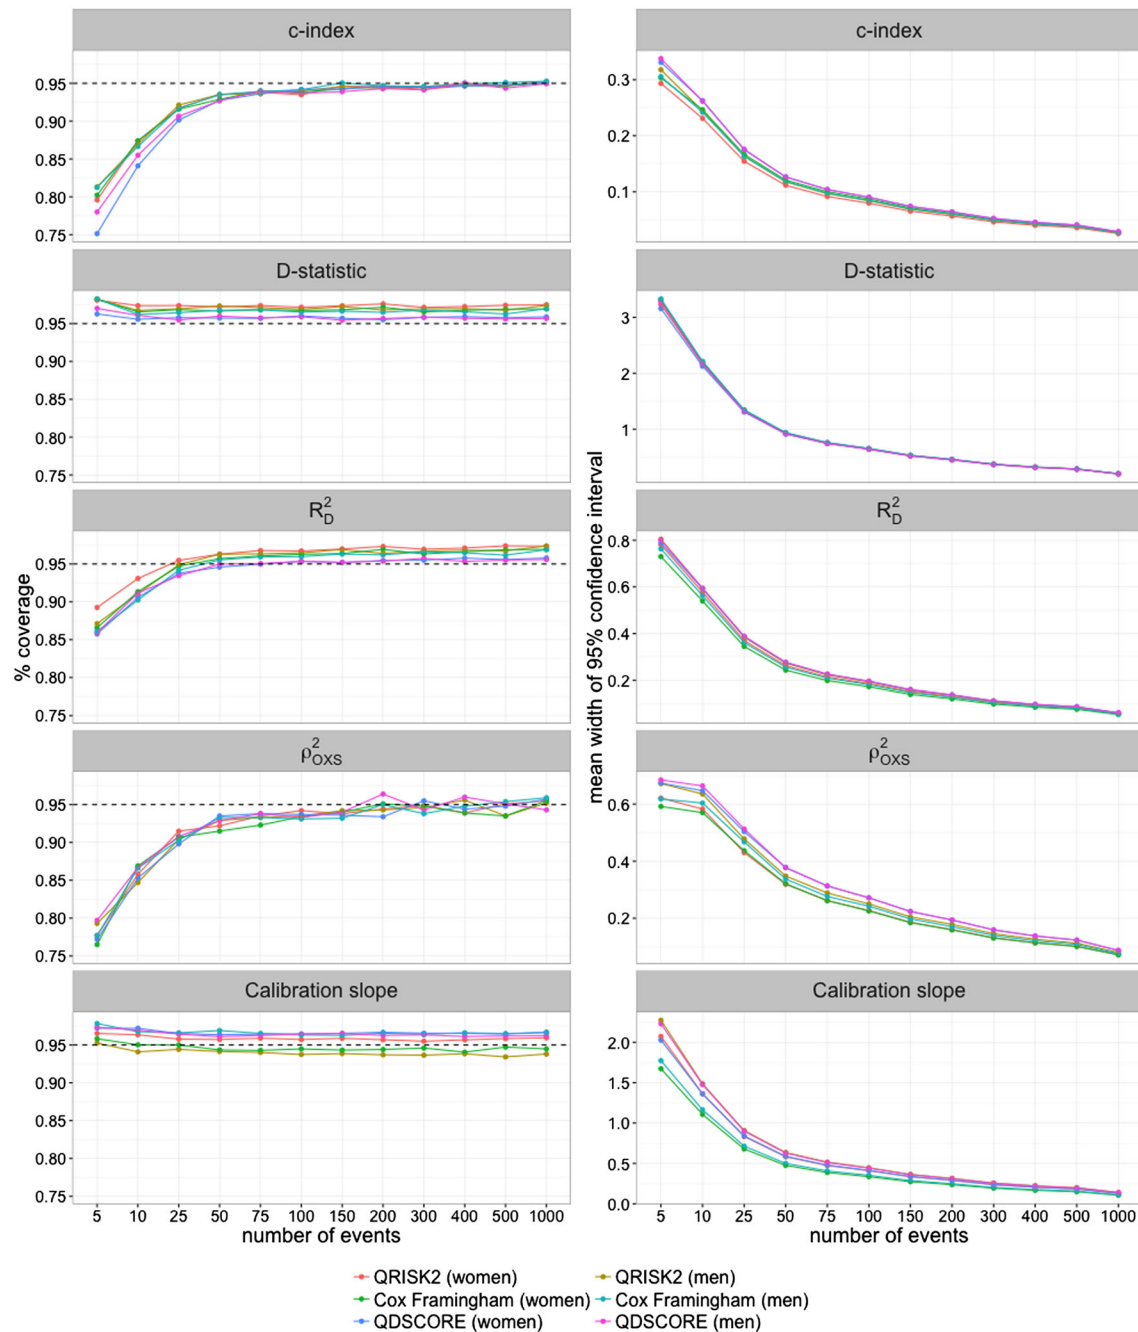 c-index
0.95
0.90
0.85
0.80
0.75
D-statistic
0.95
0.90
0.85
0.80
0.75
R²D
0.95
0.90
0.85
0.80
0.75
ρ²OXS
0.95
0.90
0.85
0.80
0.75
Calibration slope
0.95
0.90
0.85
0.80
0.75
5 10 25 50 75 100 150 200 300 400 500 1000
number of events
% coverage
c-index
0.3
0.2
0.1
D-statistic
3
2
1
R²D
0.8
0.6
0.4
0.2
ρ²OXS
0.6
0.4
0.2
Calibration slope
2.0
1.5
1.0
0.5
0.0
5 10 25 50 75 100 150 200 300 400 500 1000
number of events
mean width of 95% confidence interval
QRISK2 (women) QRISK2 (men)
Cox Framingham (women) Cox Framingham (men)
QDSCORE (women) QDSCORE (men)